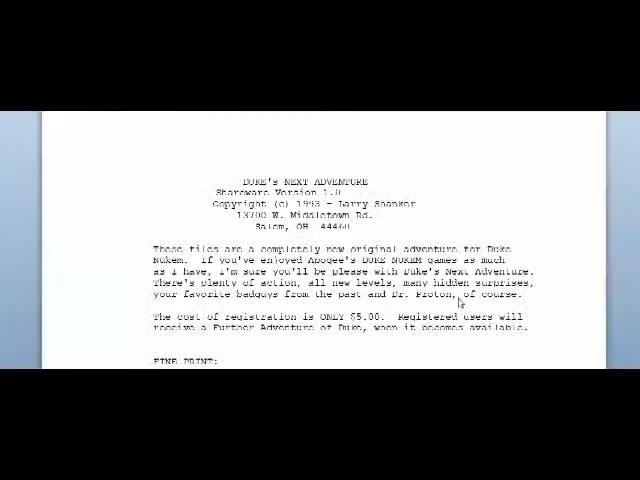 DUKE's NEXT ADVENTURE
Shareware Version 1.0
Copyright (c) 1993 - Larry Shanker
13700 W. Middletown Rd.
Salem, OH 44460
These files are a completely new original adventure for Duke
Nukem. If you've enjoyed Apogee's DUKE NUKEM games as much
as I have, I'm sure you'll be please with Duke's Next Adventure.
There's plenty of action, all new levels, many hidden surprises,
your favorite badguys from the past and Dr. Proton, of course.
The cost of registration is ONLY $5.00. Registered users will
receive a Further Adventure of Duke, when it becomes available.
FINE PRINT: